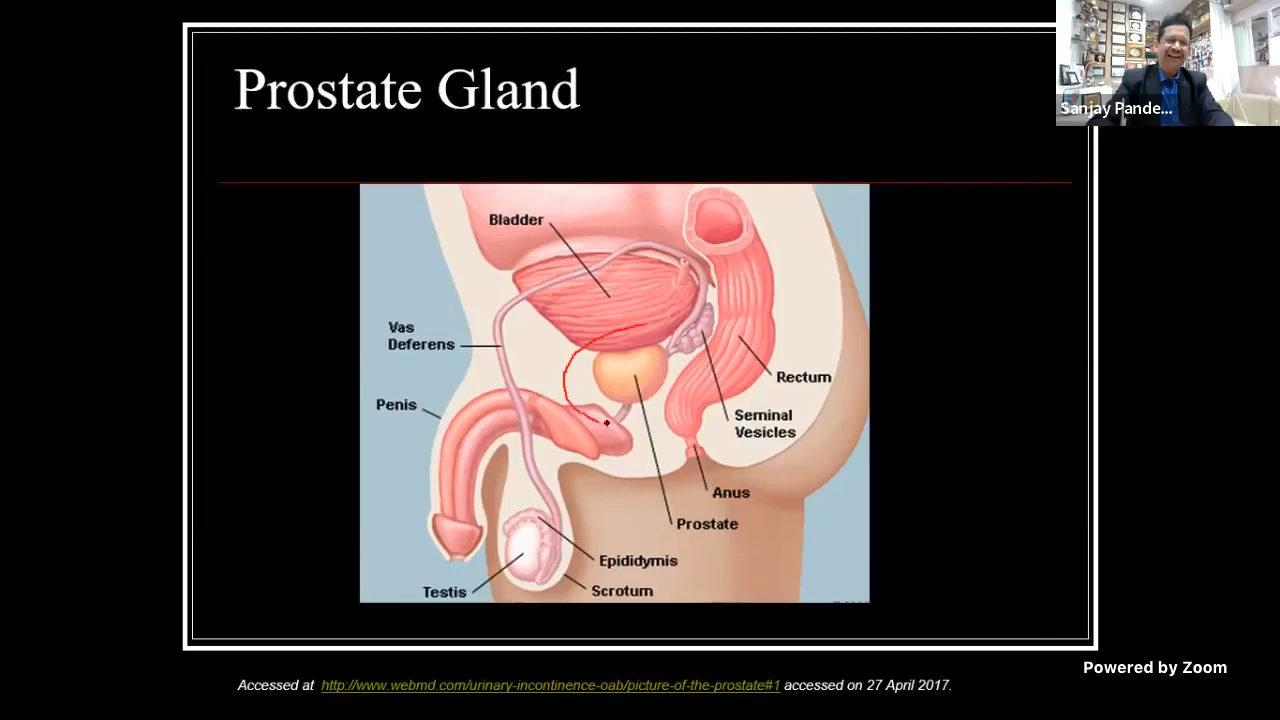 Prostate Gland
Sanjay Pande...
Bladder
Vas
Deferens
Penis
Rectum
Seminal
Vesicles
Anus
Prostate
Epididymis
Testis
Scrotum
Powered by Zoom
Accessed at http://www.webmd.com/urinary-incontinence-oab/picture-of-the-prostate#1 accessed on 27 April 2017.